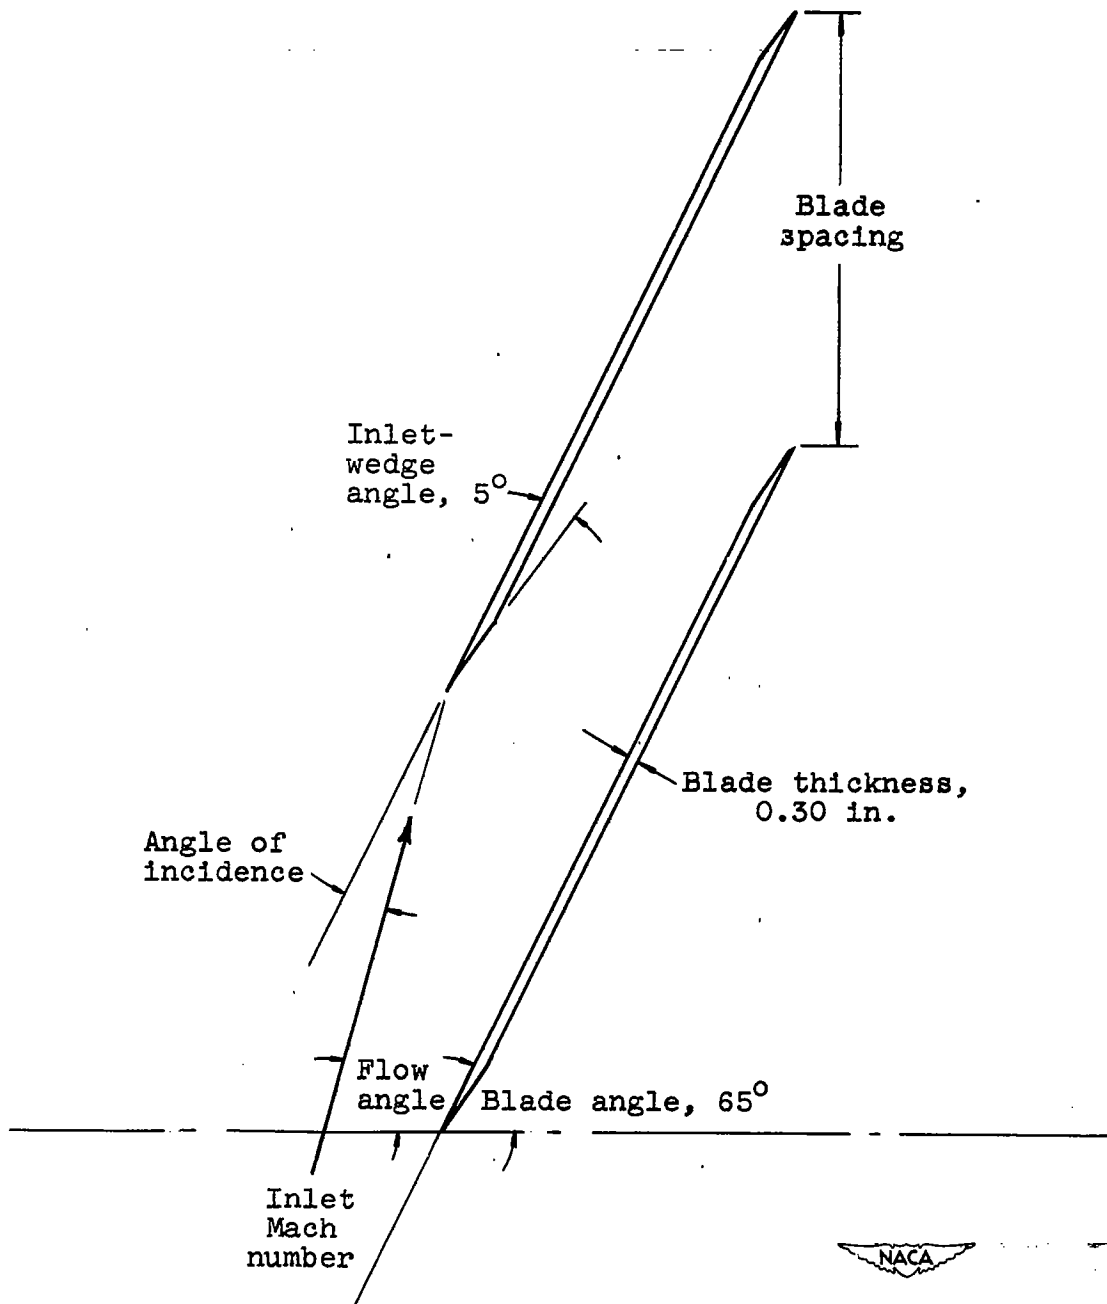 Blade
spacing
Inlet-
wedge
angle, 5°
Blade thickness,
0.30 in.
Angle of
incidence
Flow
angle
Blade angle, 65°
Inlet
Mach
number
NACA